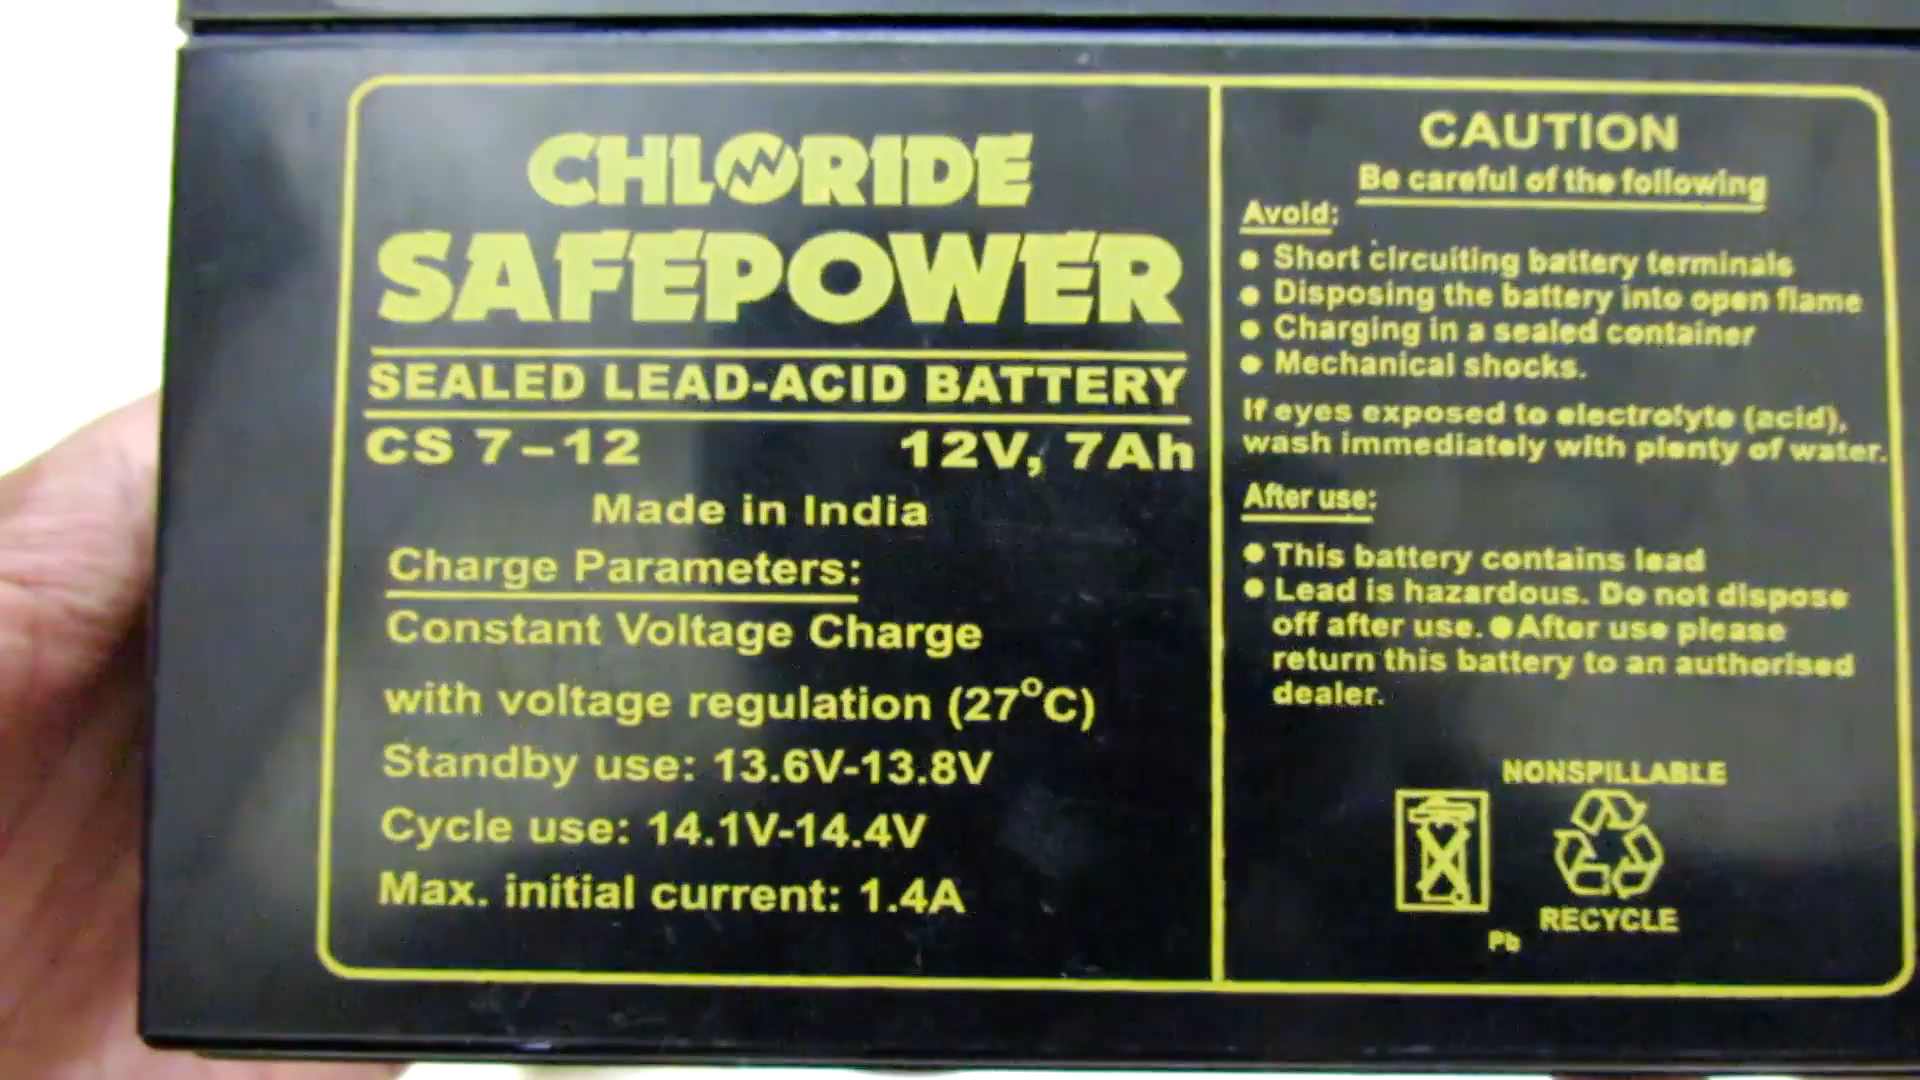 CHLORIDE
SAFEPOWER
SEALED LEAD-ACID BATTERY
CS 7-12 12V, 7Ah
Made in India
Charge Parameters:
Constant Voltage Charge
with voltage regulation (27°C)
Standby use: 13.6V-13.8V
Cycle use: 14.1V-14.4V
Max. initial current: 1.4A
CAUTION
Be careful of the following
Avoid:
• Short circuiting battery terminals
• Disposing the battery into open flame
• Charging in a sealed container
• Mechanical shocks.
If eyes exposed to electrolyte (acid),
wash immediately with plenty of water.
After use:
• This battery contains lead
• Lead is hazardous. Do not dispose
off after use. • After use please
return this battery to an authorised
dealer.
NONSPILLABLE
Pb
RECYCLE